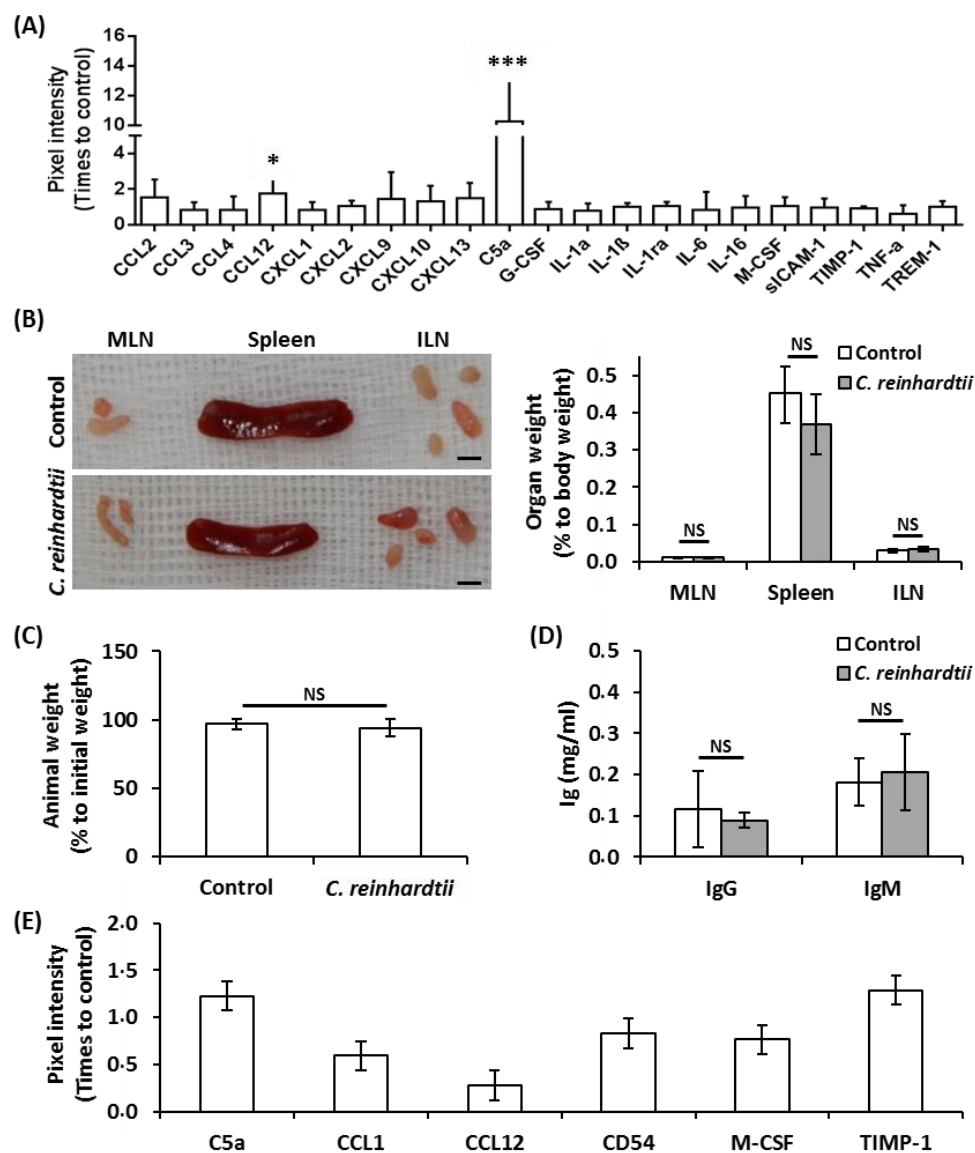 (A)
Pixel intensity
(Times to control)
16
14
12
10
4
2
0
***
*
CCL2
CCL3
CCL4
CCL12
CXCL1
CXCL2
CXCL9
CXCL10
CXCL13
C5a
G-CSF
IL-1a
IL-1ß
IL-1ra
IL-6
IL-16
M-CSF
sICAM-1
TIMP-1
TNF-a
TREM-1
(B)
MLN Spleen ILN
Control
C. reinhardtii
Organ weight
(% to body weight)
0.5
0.4
0.3
0.2
0.1
0.0
NS
NS
NS
Control
C. reinhardtii
MLN Spleen ILN
(C)
Animal weight
(% to initial weight)
150
100
50
0
NS
Control C. reinhardtii
(D)
Ig (mg/ml)
0.5
0.4
0.3
0.2
0.1
0.0
Control
C. reinhardtii
NS
NS
IgG IgM
(E)
Pixel intensity
(Times to control)
2.0
1.5
1.0
0.5
0.0
C5a CCL1 CCL12 CD54 M-CSF TIMP-1